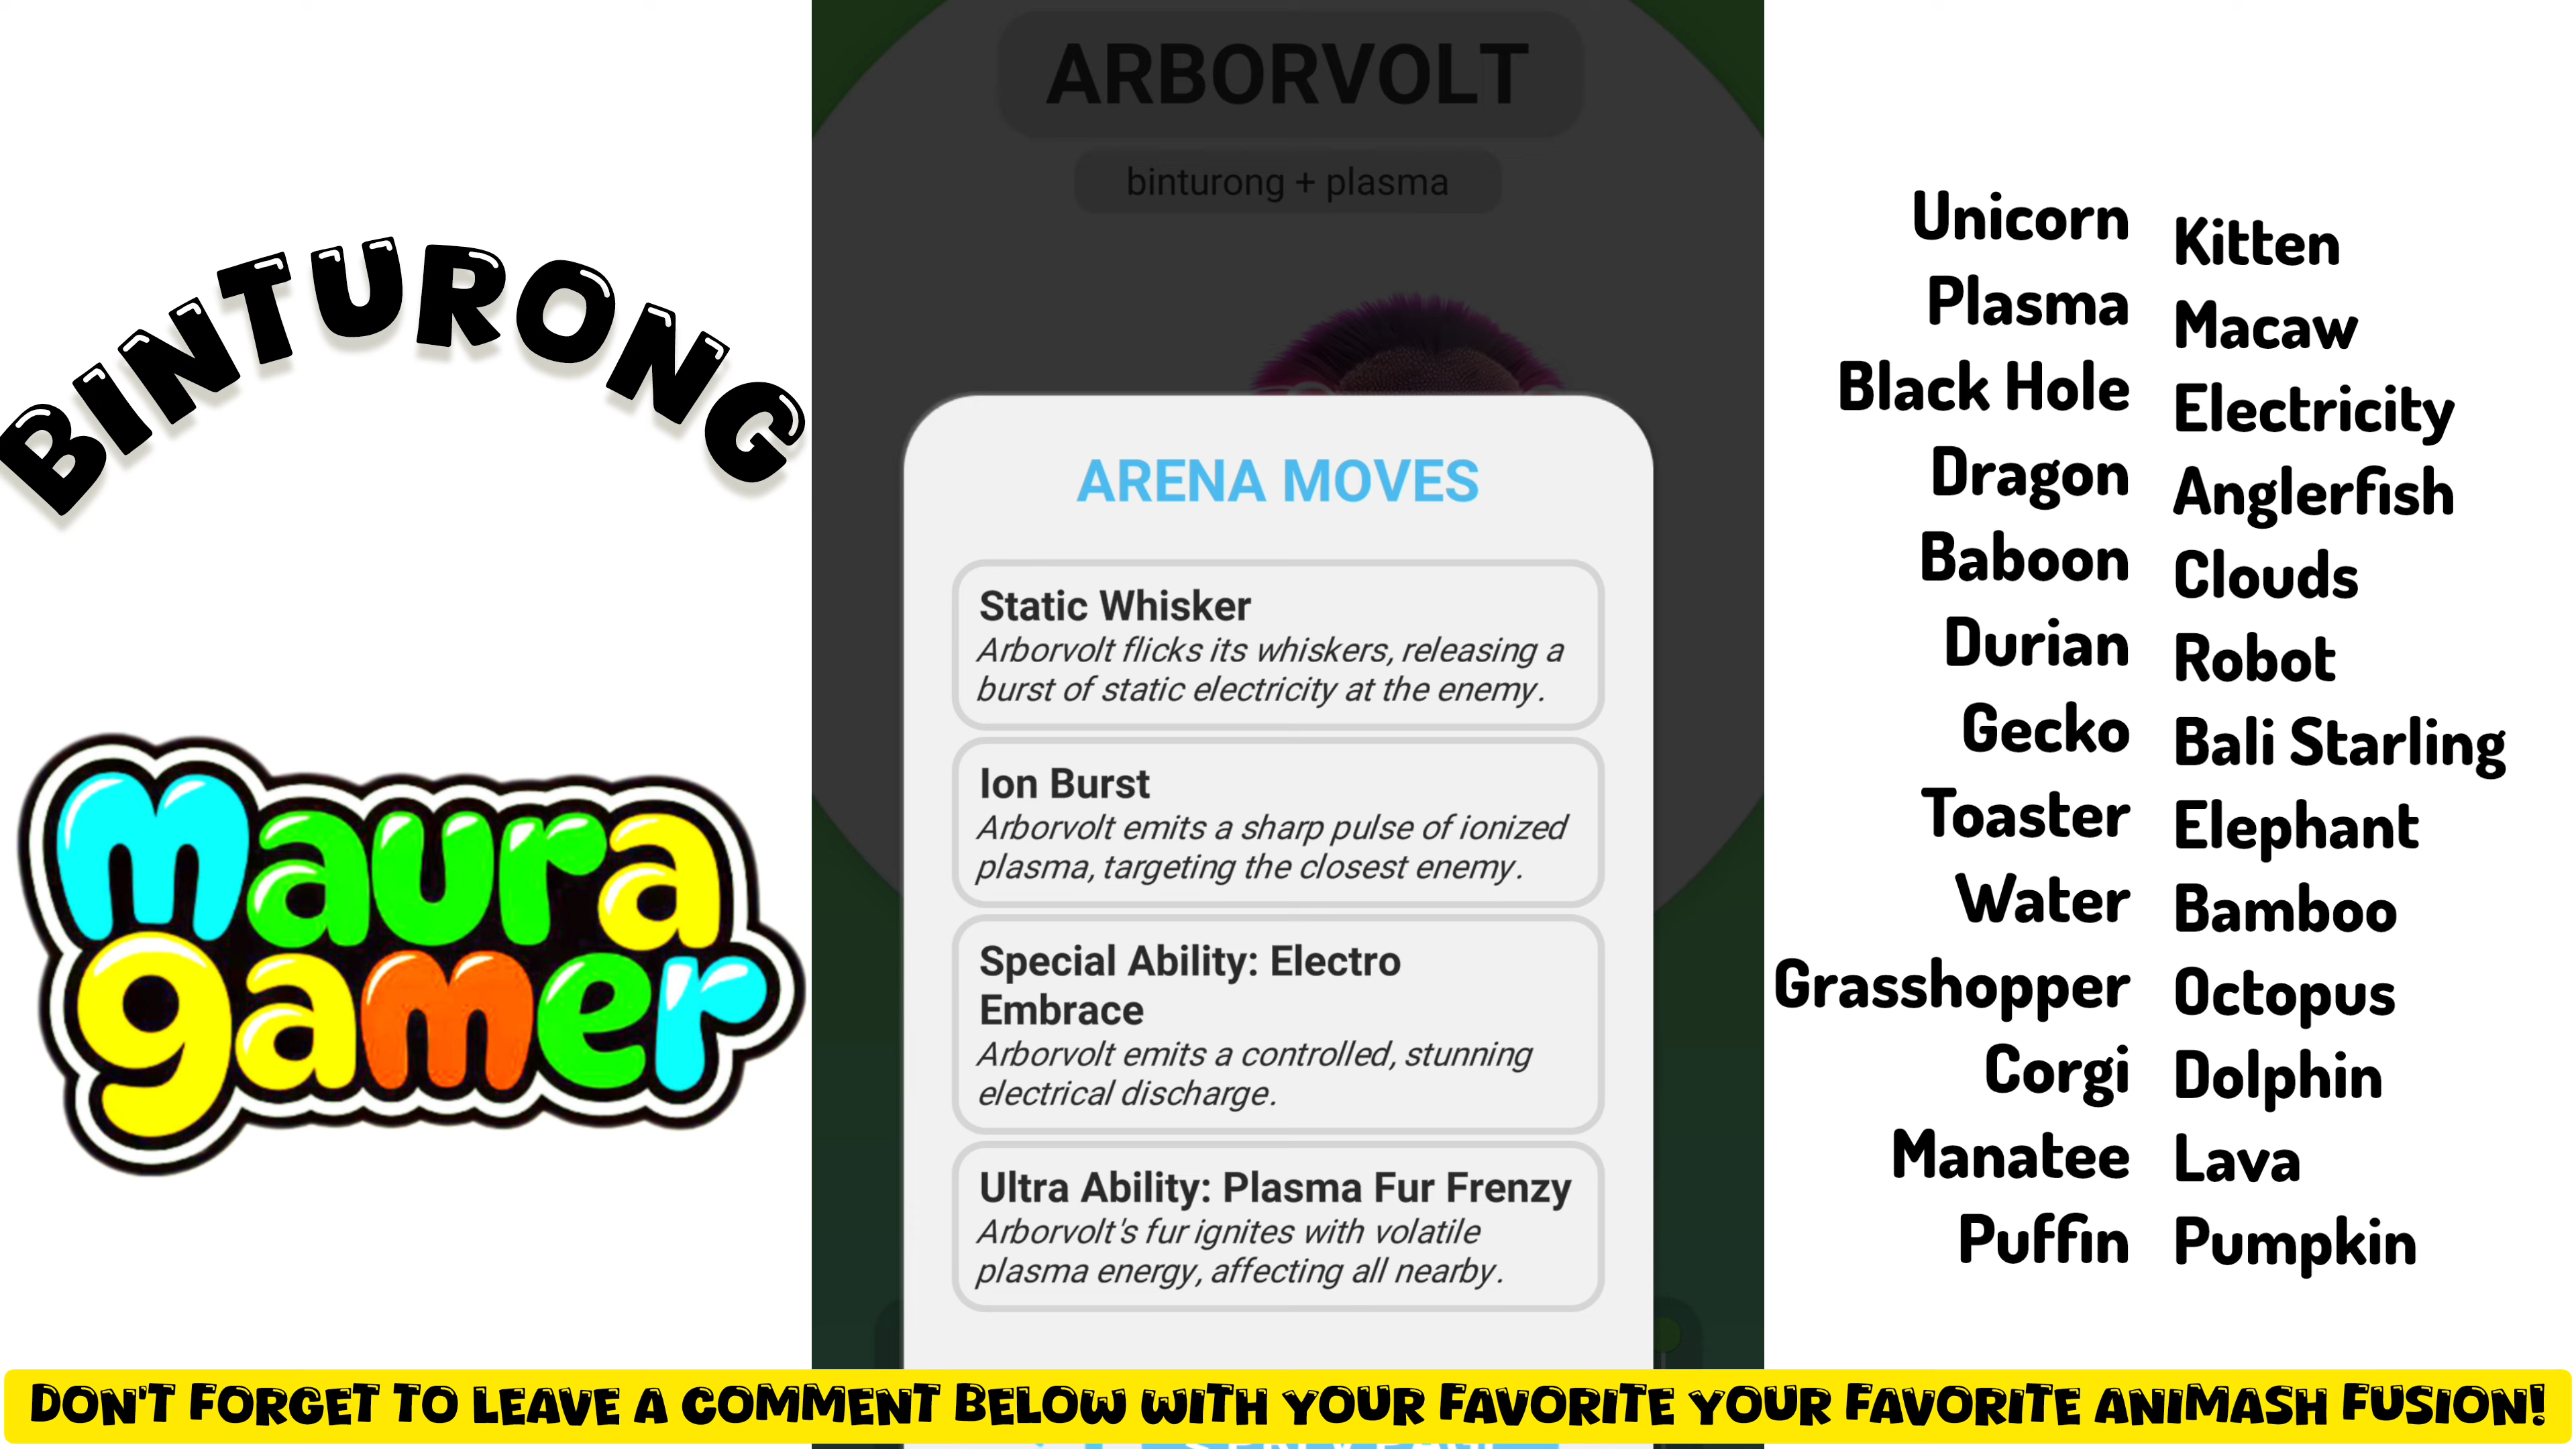 BINTURONG
maura
gamer
ARBORVOLT
binturong + plasma
ARENA MOVES
Static Whisker
Arborvolt flicks its whiskers, releasing a
burst of static electricity at the enemy.
Ion Burst
Arborvolt emits a sharp pulse of ionized
plasma, targeting the closest enemy.
Special Ability: Electro
Embrace
Arborvolt emits a controlled, stunning
electrical discharge.
Ultra Ability: Plasma Fur Frenzy
Arborvolt's fur ignites with volatile
plasma energy, affecting all nearby.
Unicorn
Plasma
Black Hole
Dragon
Baboon
Durian
Gecko
Toaster
Water
Grasshopper
Corgi
Manatee
Puffin
Kitten
Macaw
Electricity
Anglerfish
Clouds
Robot
Bali Starling
Elephant
Bamboo
Octopus
Dolphin
Lava
Pumpkin
DON'T FORGET TO LEAVE A COMMENT BELOW WITH YOUR FAVORITE YOUR FAVORITE ANIMASH FUSION!